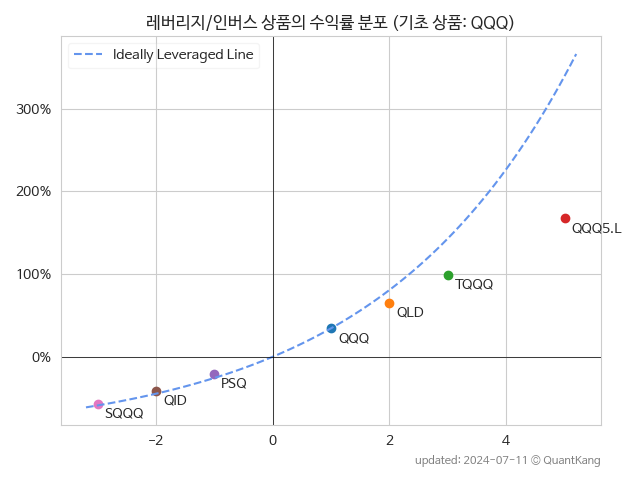 레버리지/인버스 상품의 수익률 분포 (기초 상품: QQQ)
Ideally Leveraged Line
300%
200%
100%
0%
QQQ5.L
TQQQ
QLD
QQQ
PSQ
QID
SQQQ
−2 0 2 4
updated: 2024-07-11 © QuantKang